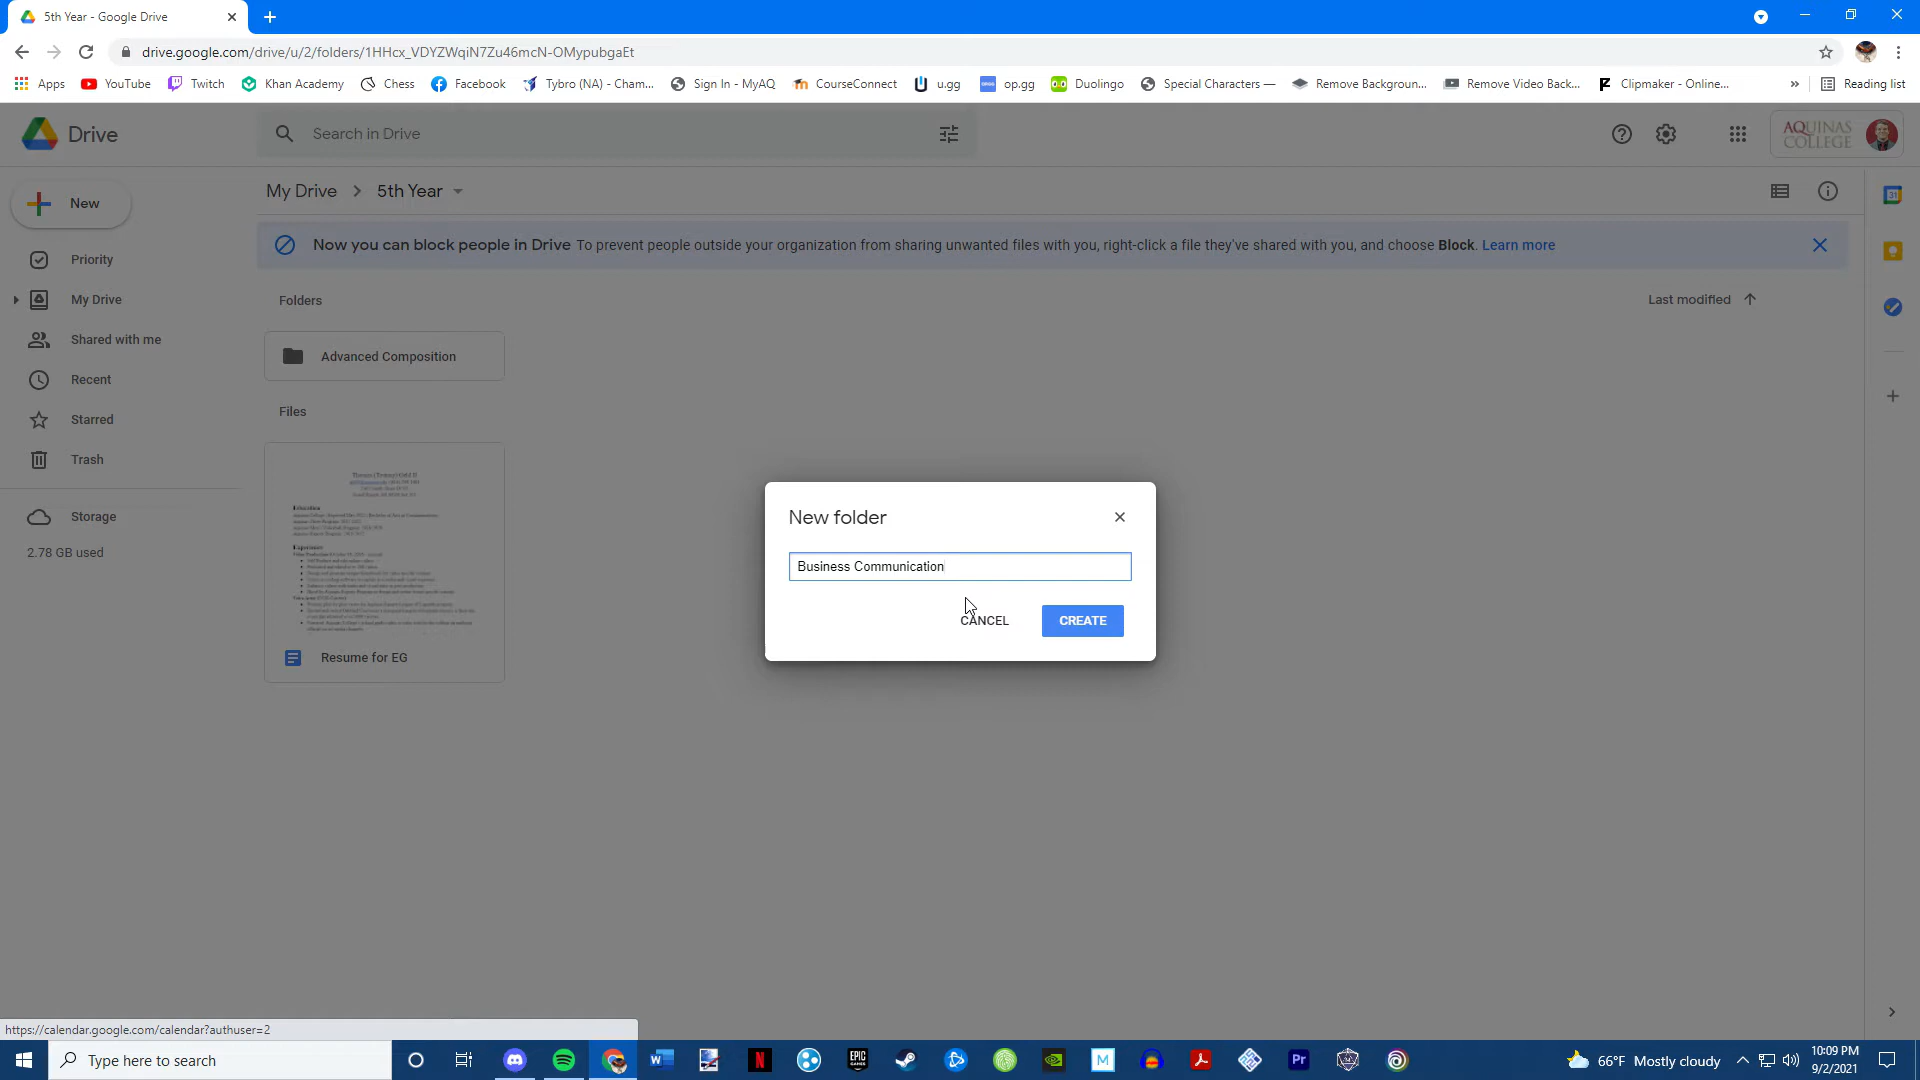 5th Year - Google Drive
drive.google.com/drive/u/2/folders/1HHcx_VDYZWqiN7Zu46mcN-OMypubgaEt
Apps YouTube Twitch Khan Academy Chess Facebook Tybro (NA) - Cham... Sign In - MyAQ CourseConnect u.gg op.gg Duolingo Special Characters — Remove Backgroun... Remove Video Back... Clipmaker - Online... » Reading list
Drive Search in Drive AQUINAS
COLLEGE
My Drive > 5th Year
New
Now you can block people in Drive To prevent people outside your organization from sharing unwanted files with you, right-click a file they've shared with you, and choose Block. Learn more
Priority
My Drive
Shared with me
Recent
Starred
Trash
Storage
2.78 GB used
Folders Last modified
Advanced Composition
Files
Education
Experience
Resume for EG
New folder
Business Communication
CANCEL CREATE
https://calendar.google.com/calendar?authuser=2
Type here to search
66°F Mostly cloudy
10:09 PM
9/2/2021